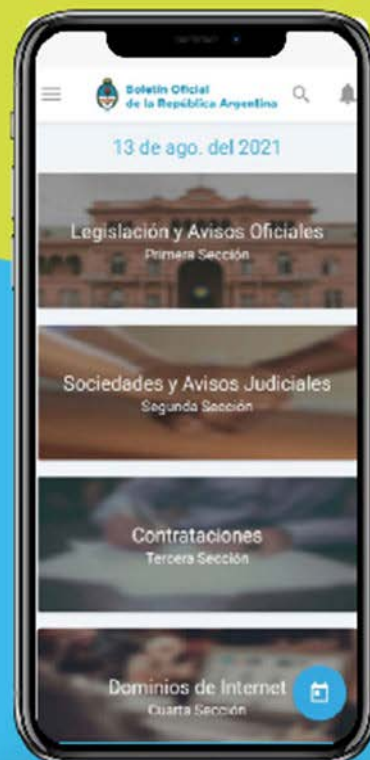 Boletín Oficial
de la República Argentina
13 de ago. del 2021
Legislación y Avisos Oficiales
Primera Sección
Sociedades y Avisos Judiciales
Segunda Sección
Contrataciones
Tercera Sección
Dominios de Internet
Cuarta Sección